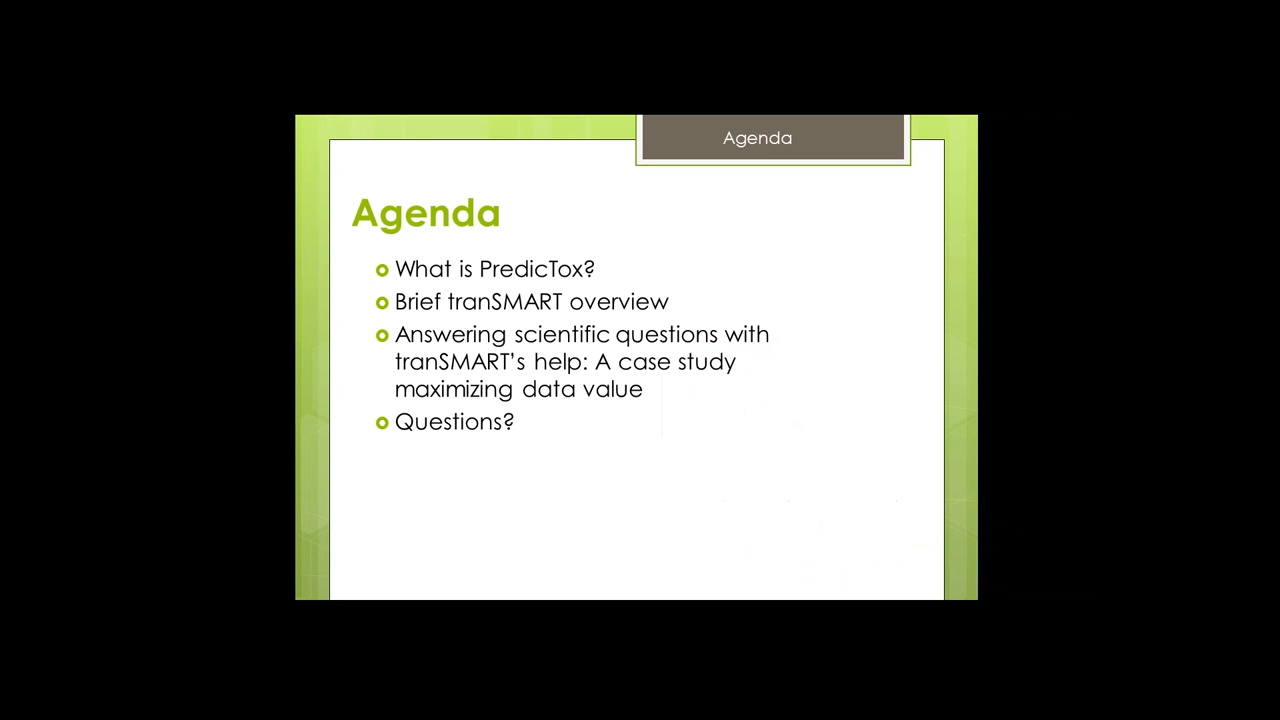 Agenda
Agenda
What is PredicTox?
Brief tranSMART overview
Answering scientific questions with
tranSMART’s help: A case study
maximizing data value
Questions?